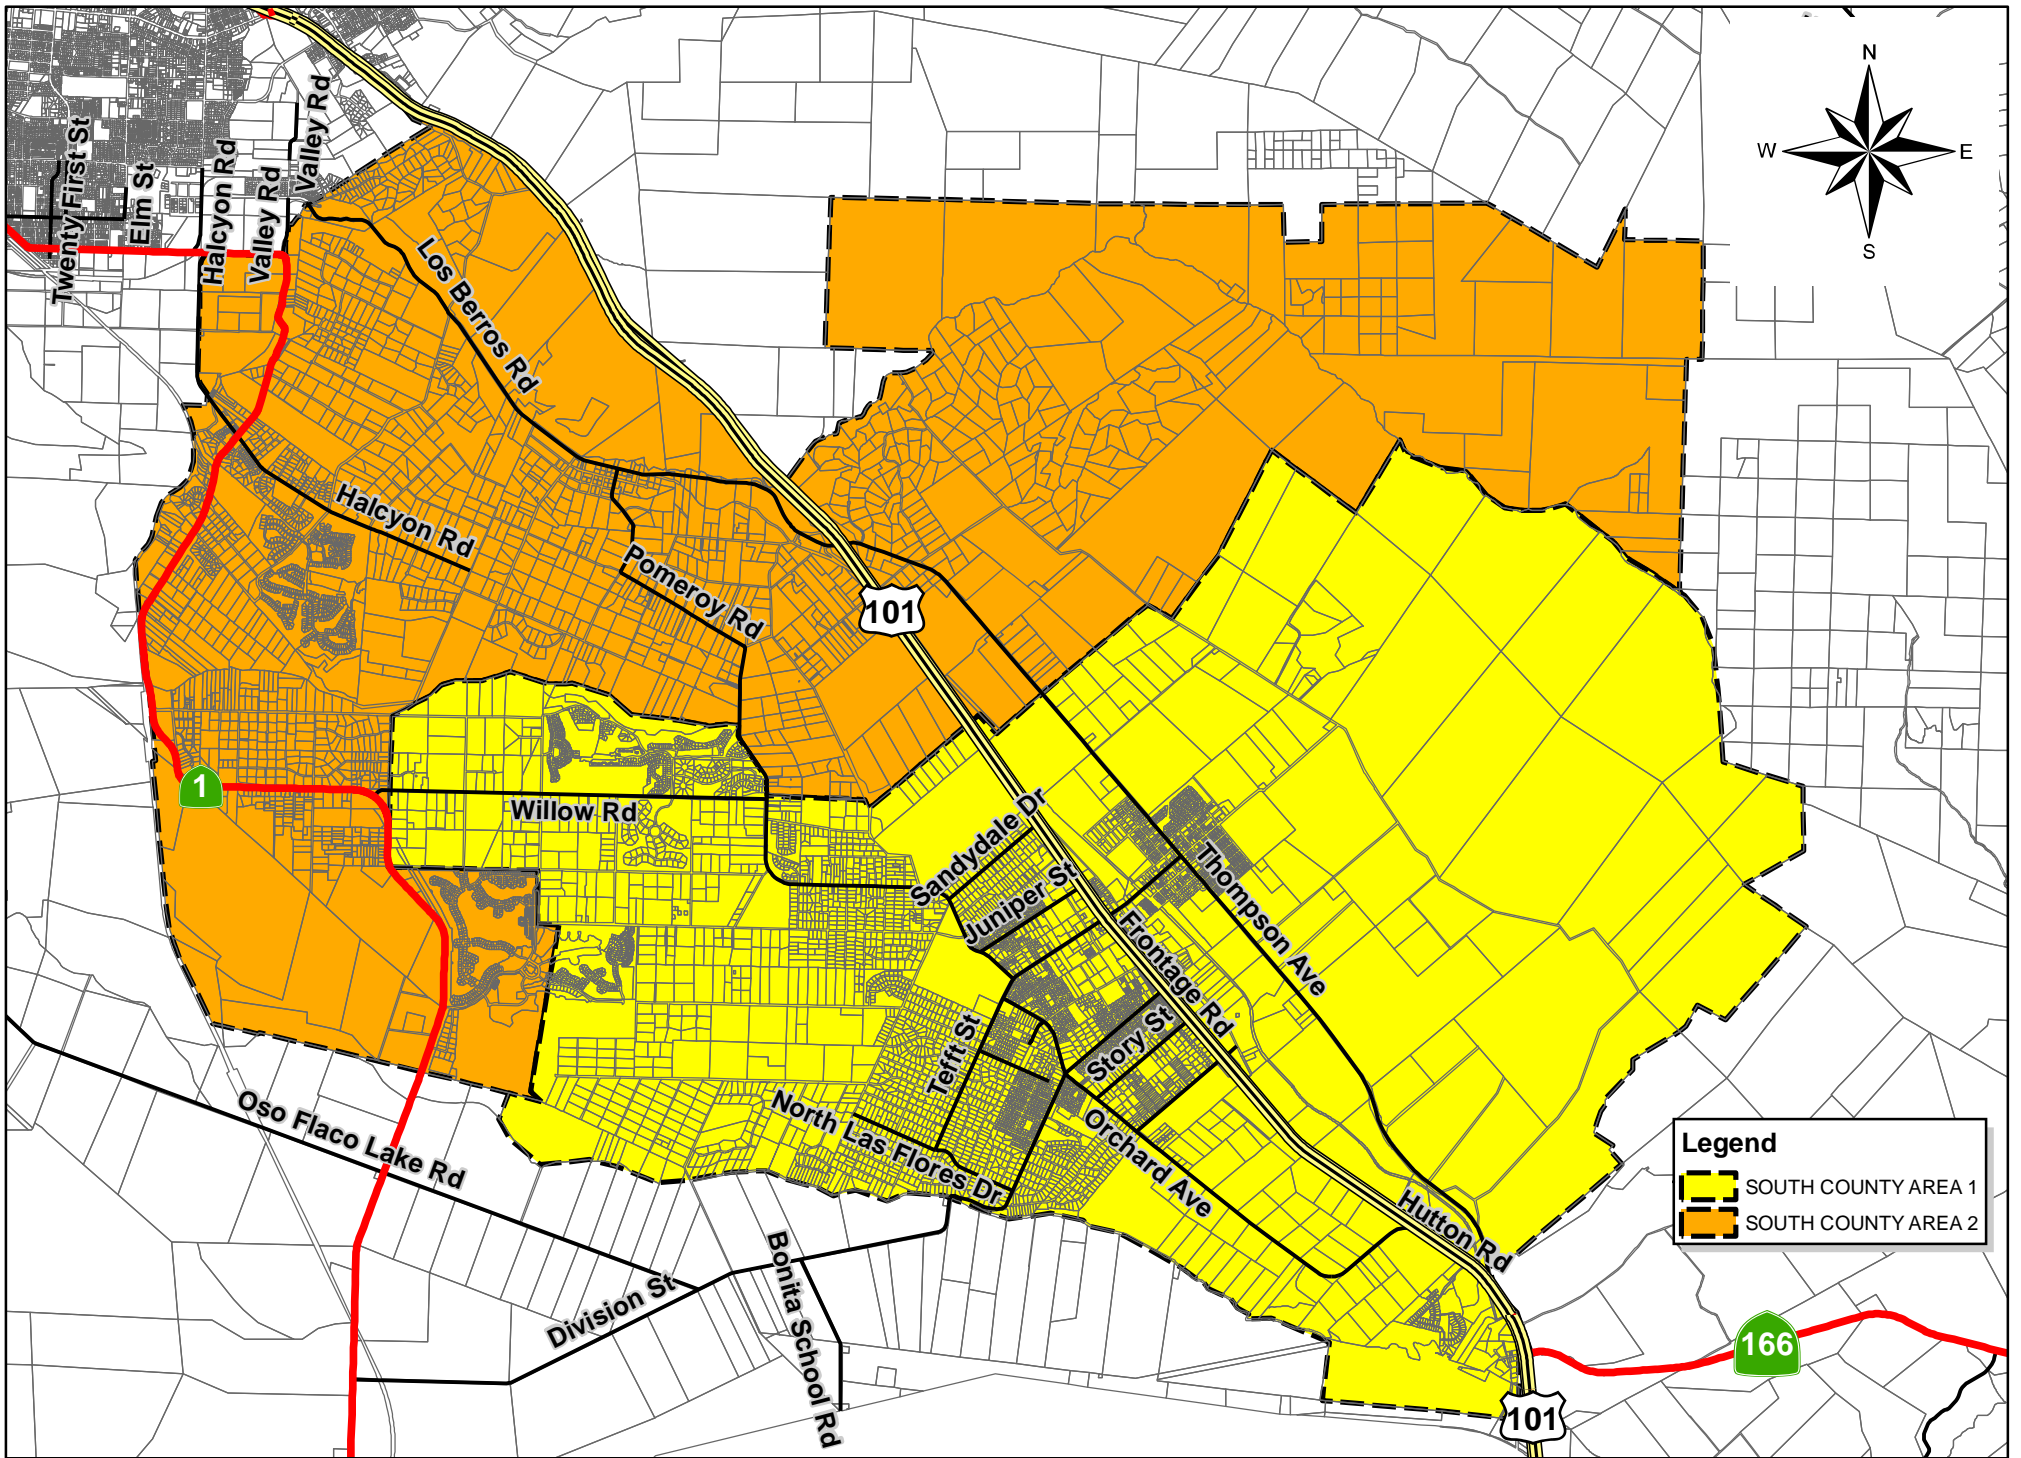 N
W
E
S
Twenty First St
Elm St
Halcyon Rd
Valley Rd
Valley Rd
Los Berros Rd
Halcyon Rd
Pomeroy Rd
101
1
Willow Rd
Sandydale Dr
Juniper St
Thompson Ave
Frontage Rd
Story St
Tefft St
North Las Flores Dr
Orchard Ave
Oso Flaco Lake Rd
Division St
Bonita School Rd
Hutton Rd
Legend
SOUTH COUNTY AREA 1
SOUTH COUNTY AREA 2
166
101